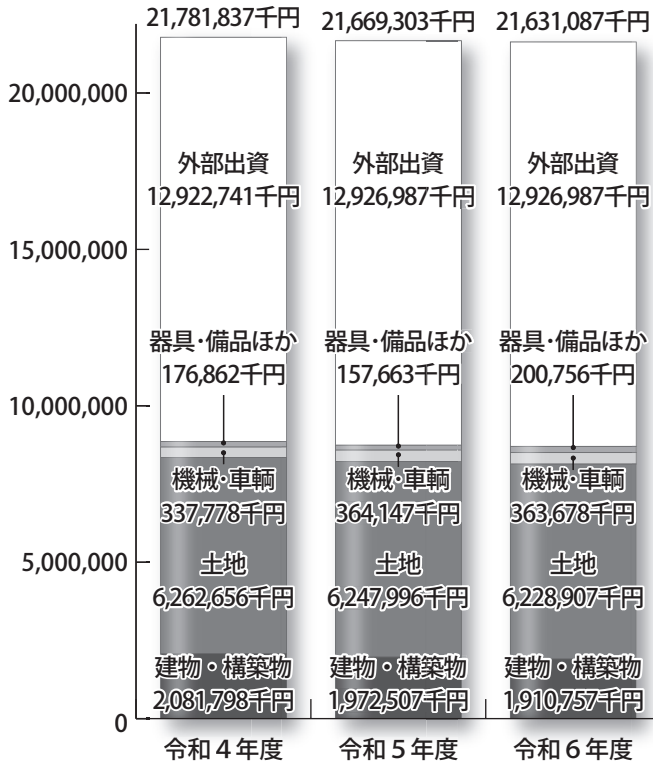 21,781,837千円
21,669,303千円
21,631,087千円
20,000,000
15,000,000
10,000,000
5,000,000
0
外部出資
12,922,741千円
器具・備品ほか
176,862千円
機械・車輌
337,778千円
土地
6,262,656千円
建物・構築物
2,081,798千円
令和4年度
外部出資
12,926,987千円
器具・備品ほか
157,663千円
機械・車輌
364,147千円
土地
6,247,996千円
建物・構築物
1,972,507千円
令和5年度
外部出資
12,926,987千円
器具・備品ほか
200,756千円
機械・車輌
363,678千円
土地
6,228,907千円
建物・構築物
1,910,757千円
令和6年度